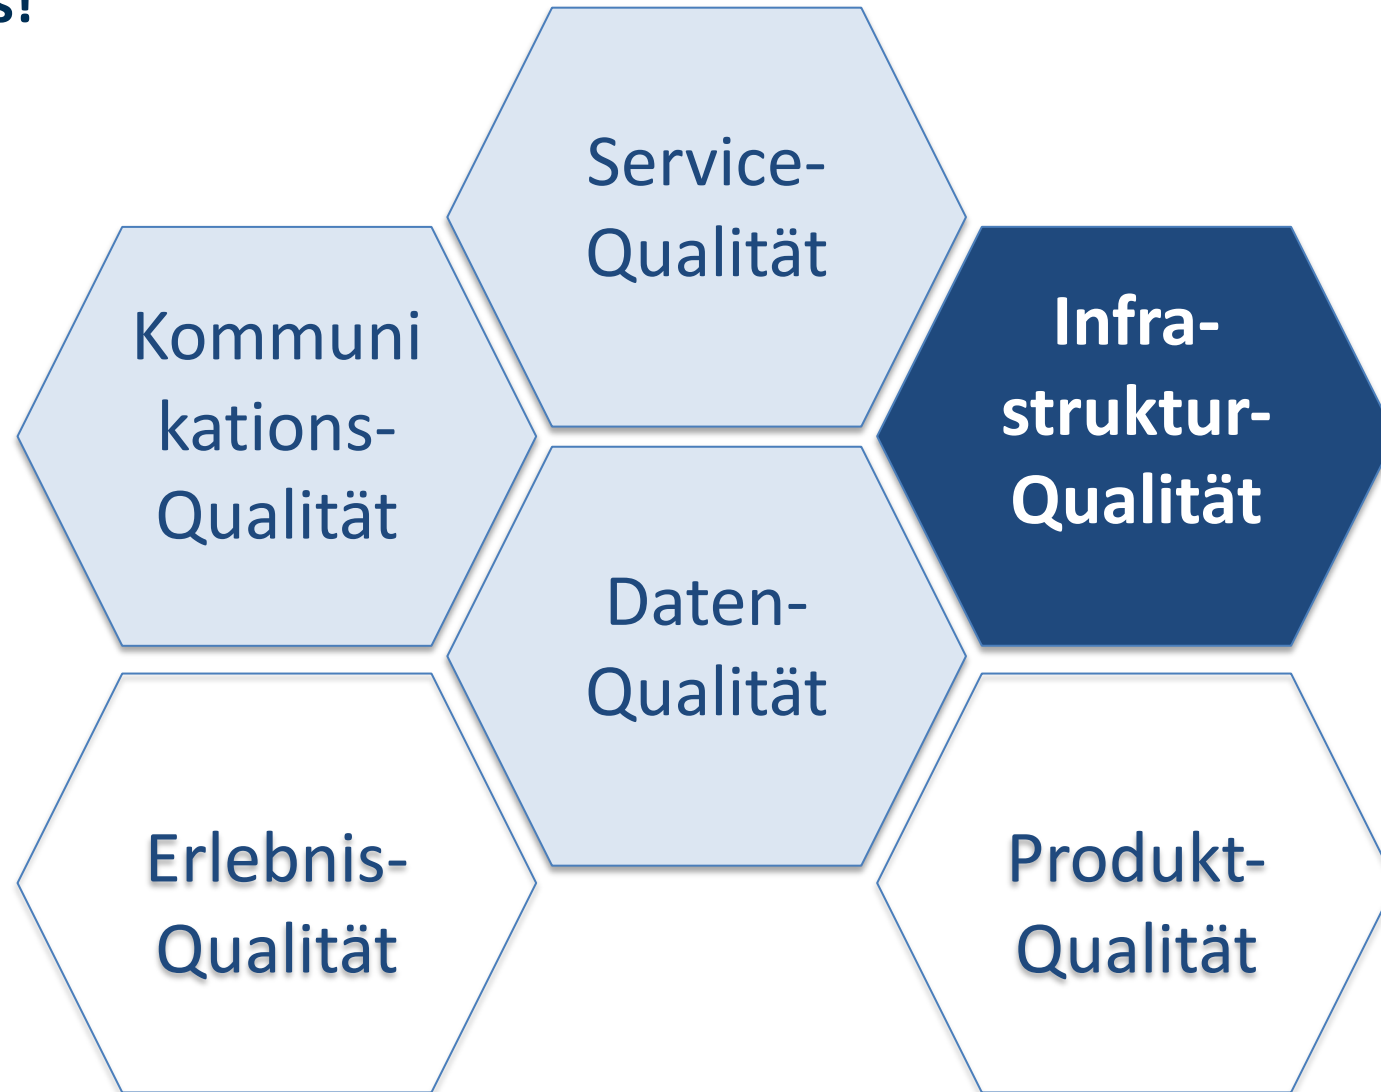 s!
Service-
Qualität
Kommuni
kations-
Qualität
Infra-
struktur-
Qualität
Daten-
Qualität
Erlebnis-
Qualität
Produkt-
Qualität